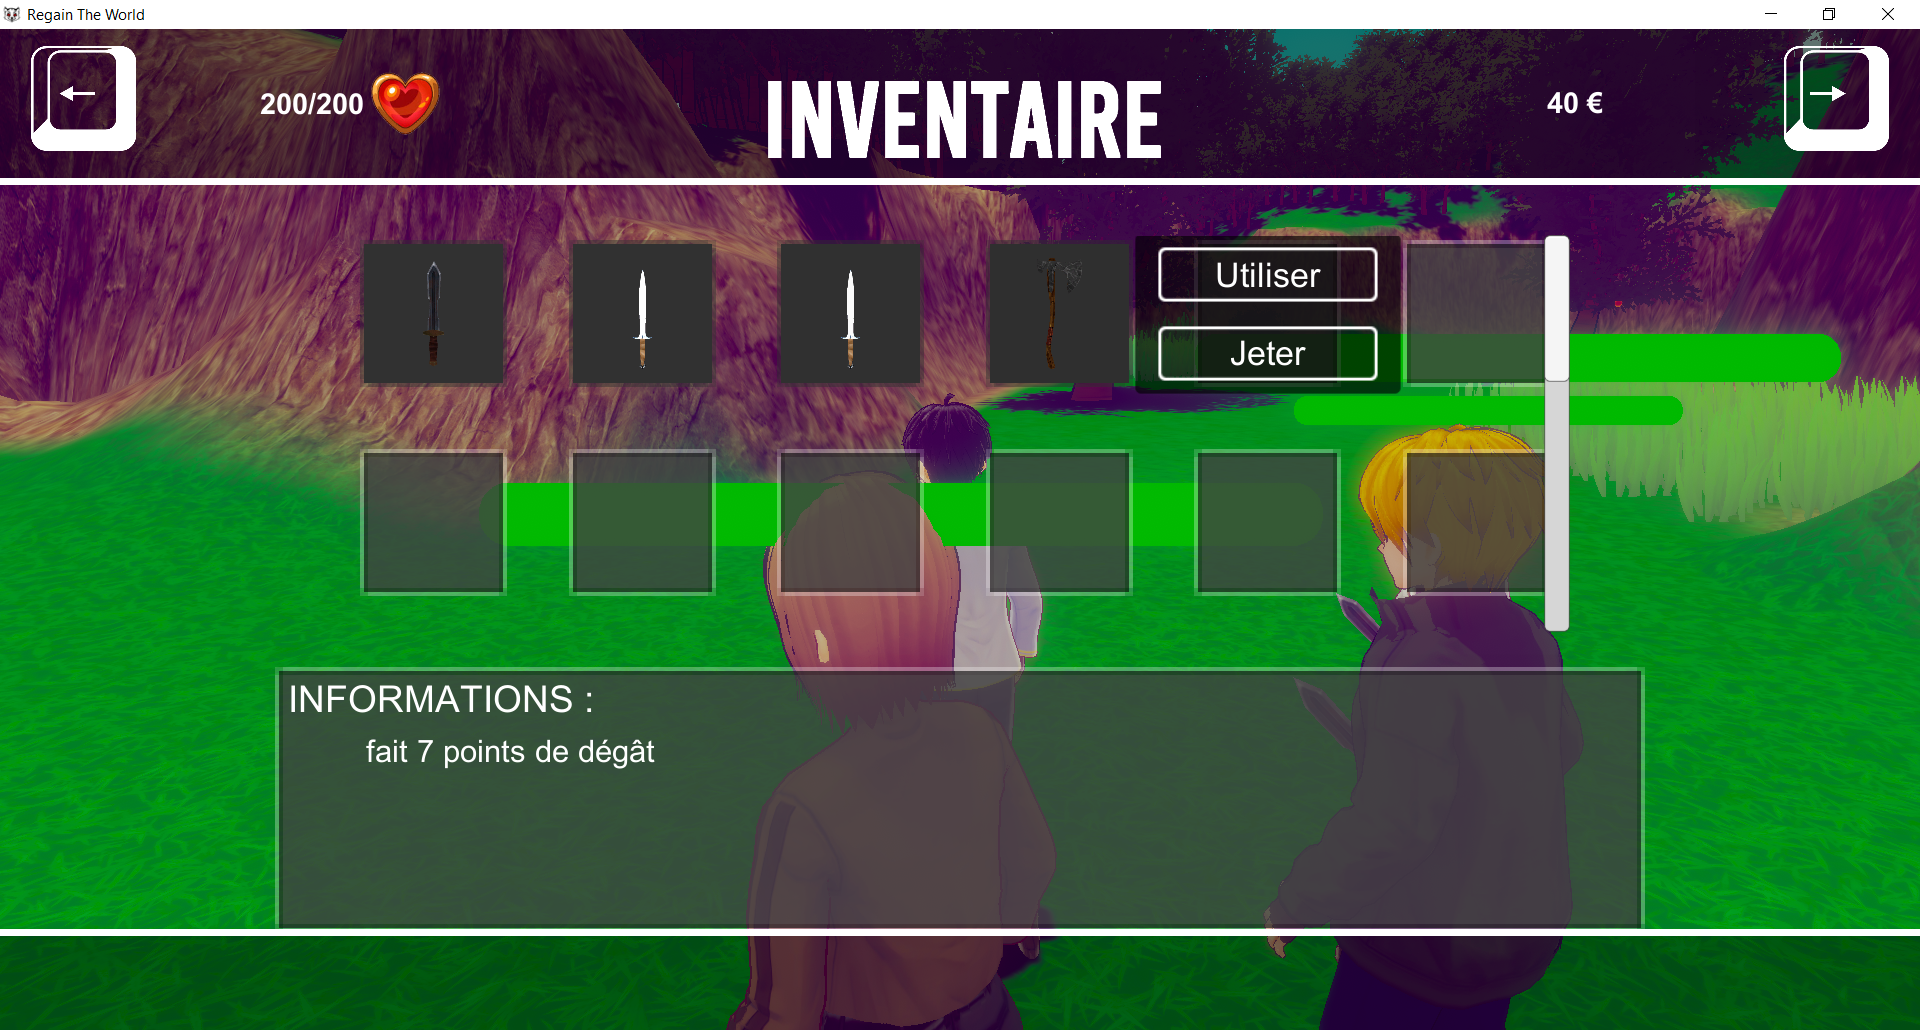 Regain The World
200/200
INVENTAIRE
40 €
Utiliser
Jeter
INFORMATIONS :
fait 7 points de dégât